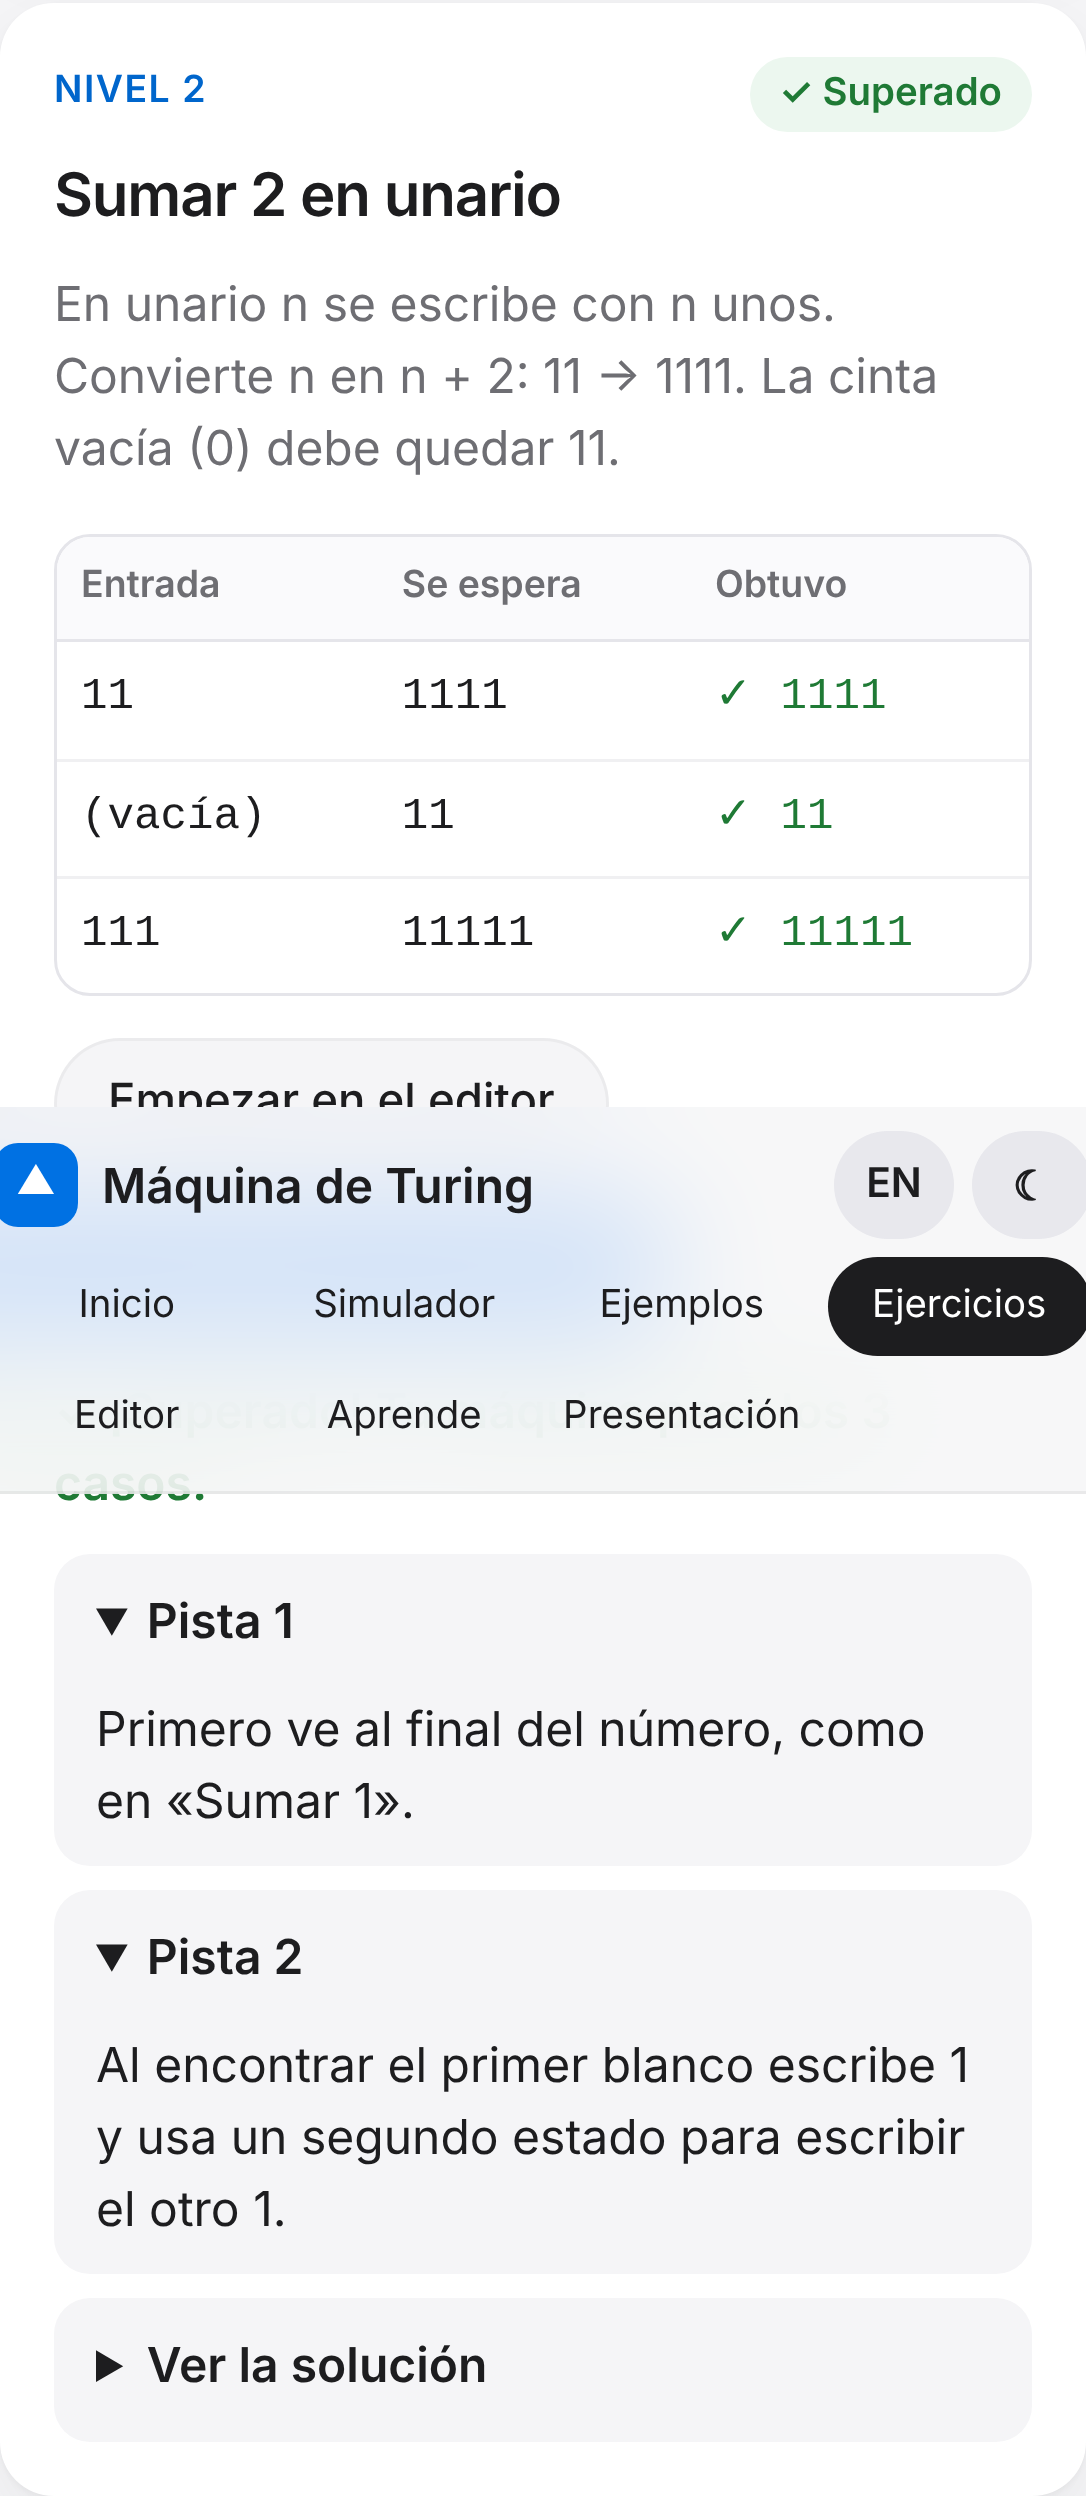 NIVEL 2
✓ Superado
Sumar 2 en unario
En unario n se escribe con n unos.
Convierte n en n + 2: 11 → 1111. La cinta
vacía (0) debe quedar 11.
Entrada Se espera Obtuvo
11 1111 ✓ 1111
(vacía) 11 ✓ 11
111 11111 ✓ 11111
Empezar en el editor
Máquina de Turing EN
Inicio Simulador Ejemplos Ejercicios
Editor Aprende Presentación
casos.
▼ Pista 1
Primero ve al final del número, como
en «Sumar 1».
▼ Pista 2
Al encontrar el primer blanco escribe 1
y usa un segundo estado para escribir
el otro 1.
▶ Ver la solución